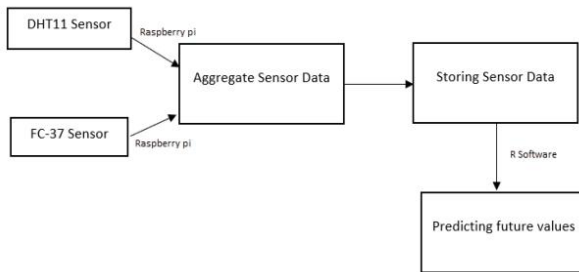 DHT11 Sensor
Raspberry pi
Aggregate Sensor Data
Storing Sensor Data
FC-37 Sensor
Raspberry pi
R Software
Predicting future values